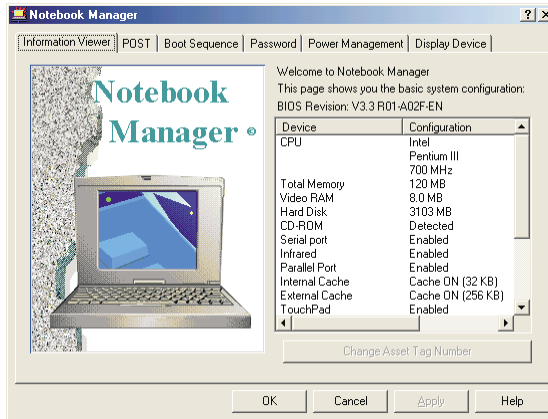 Notebook Manager
Information Viewer POST Boot Sequence Password Power Management Display Device
Notebook
Manager ®
Welcome to Notebook Manager
This page shows you the basic system configuration:
BIOS Revision: V3.3 R01-A02F-EN
Device Configuration
CPU Intel
Pentium III
700 MHz
Total Memory 120 MB
Video RAM 8.0 MB
Hard Disk 3103 MB
CD-ROM Detected
Serial port Enabled
Infrared Enabled
Parallel Port Enabled
Internal Cache Cache ON (32 KB)
External Cache Cache ON (256 KB)
TouchPad Enabled
Change Asset Tag Number
OK Cancel Apply Help